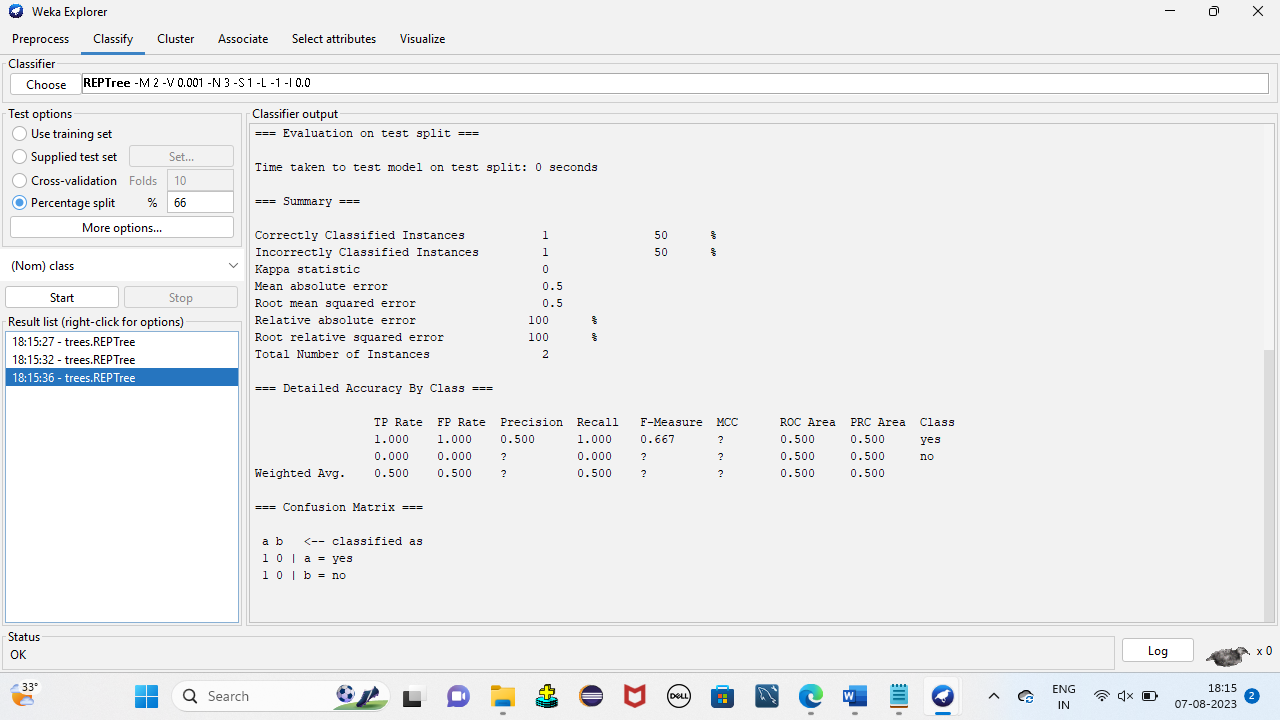 Weka Explorer
Preprocess Classify Cluster Associate Select attributes Visualize
Classifier
Choose REPTree -M 2 -V 0.001 -N 3 -S 1 -L -1 -I 0.0
Test options
Use training set
Supplied test set Set...
Cross-validation Folds 10
Percentage split % 66
More options...
(Nom) class
Start Stop
Result list (right-click for options)
18:15:27 - trees.REPTree
18:15:32 - trees.REPTree
18:15:36 - trees.REPTree
Classifier output
=== Evaluation on test split ===
Time taken to test model on test split: 0 seconds
=== Summary ===
Correctly Classified Instances 1 50 %
Incorrectly Classified Instances 1 50 %
Kappa statistic 0
Mean absolute error 0.5
Root mean squared error 0.5
Relative absolute error 100 %
Root relative squared error 100 %
Total Number of Instances 2
=== Detailed Accuracy By Class ===
TP Rate FP Rate Precision Recall F-Measure MCC ROC Area PRC Area Class
1.000 1.000 0.500 1.000 0.667 ? 0.500 0.500 yes
0.000 0.000 ? 0.000 ? ? 0.500 0.500 no
Weighted Avg. 0.500 0.500 ? 0.500 ? ? 0.500 0.500
=== Confusion Matrix ===
a b <-- classified as
1 0 | a = yes
1 0 | b = no
Status
OK
Log x 0
33°
Search
DELL
W
ENG
IN
18:15
07-08-2023
2